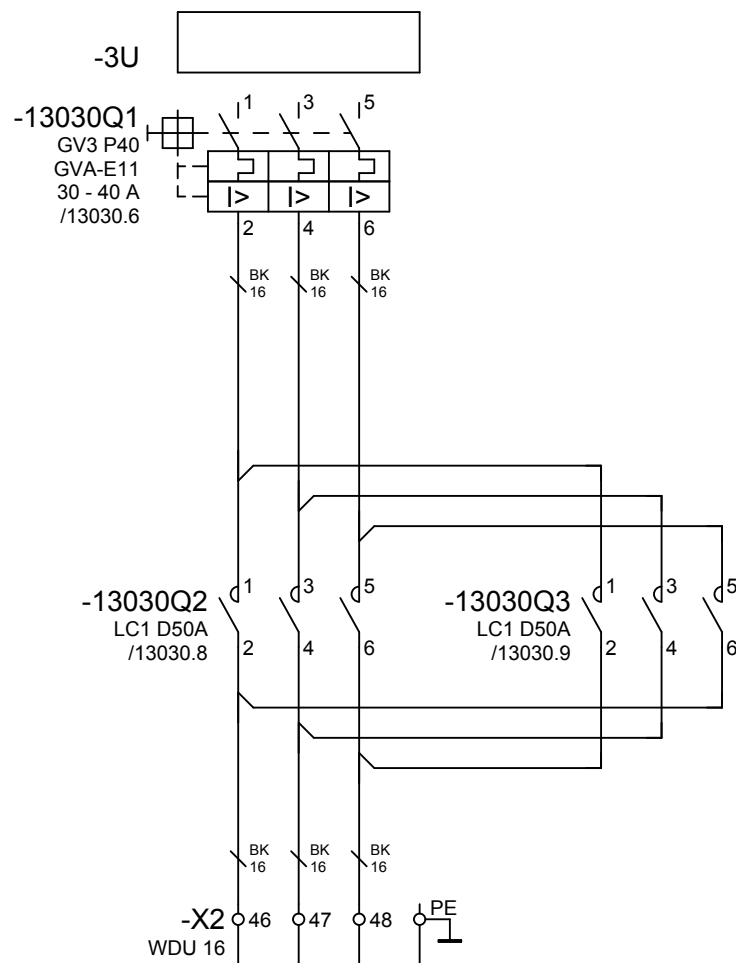 -3U
1 3 5
-13030Q1
GV3 P40
GVA-E11
30 - 40 A
/13030.6
I> I> I>
2 4 6
BK BK BK
16 16 16
1 3 5 1 3 5
-13030Q2 -13030Q3
LC1 D50A LC1 D50A
/13030.8 /13030.9
2 4 6 2 4 6
BK BK BK
16 16 16
PE
-X2 46 47 48
WDU 16